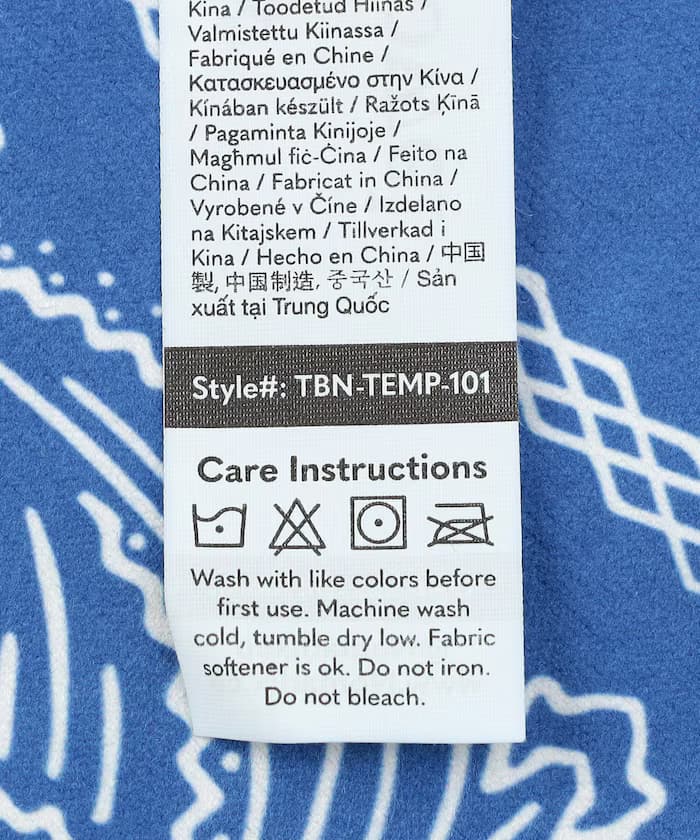 Kina / Toodetud Hiinas /
Valmistettu Kiinassa /
Fabriqué en Chine /
Κατασκευασμένο στην Κίνα /
Kínában készült / Ražots Ķīnā
/ Pagaminta Kinijoje /
Magħmul fiċ-Ċina / Feito na
China / Fabricat in China /
Vyrobené v Číne / Izdelano
na Kitajskem / Tillverkad i
Kina / Hecho en China / 中国
製, 中国制造, 중국산 / Sản
xuất tại Trung Quốc
Style#: TBN-TEMP-101
Care Instructions
Wash with like colors before
first use. Machine wash
cold, tumble dry low. Fabric
softener is ok. Do not iron.
Do not bleach.